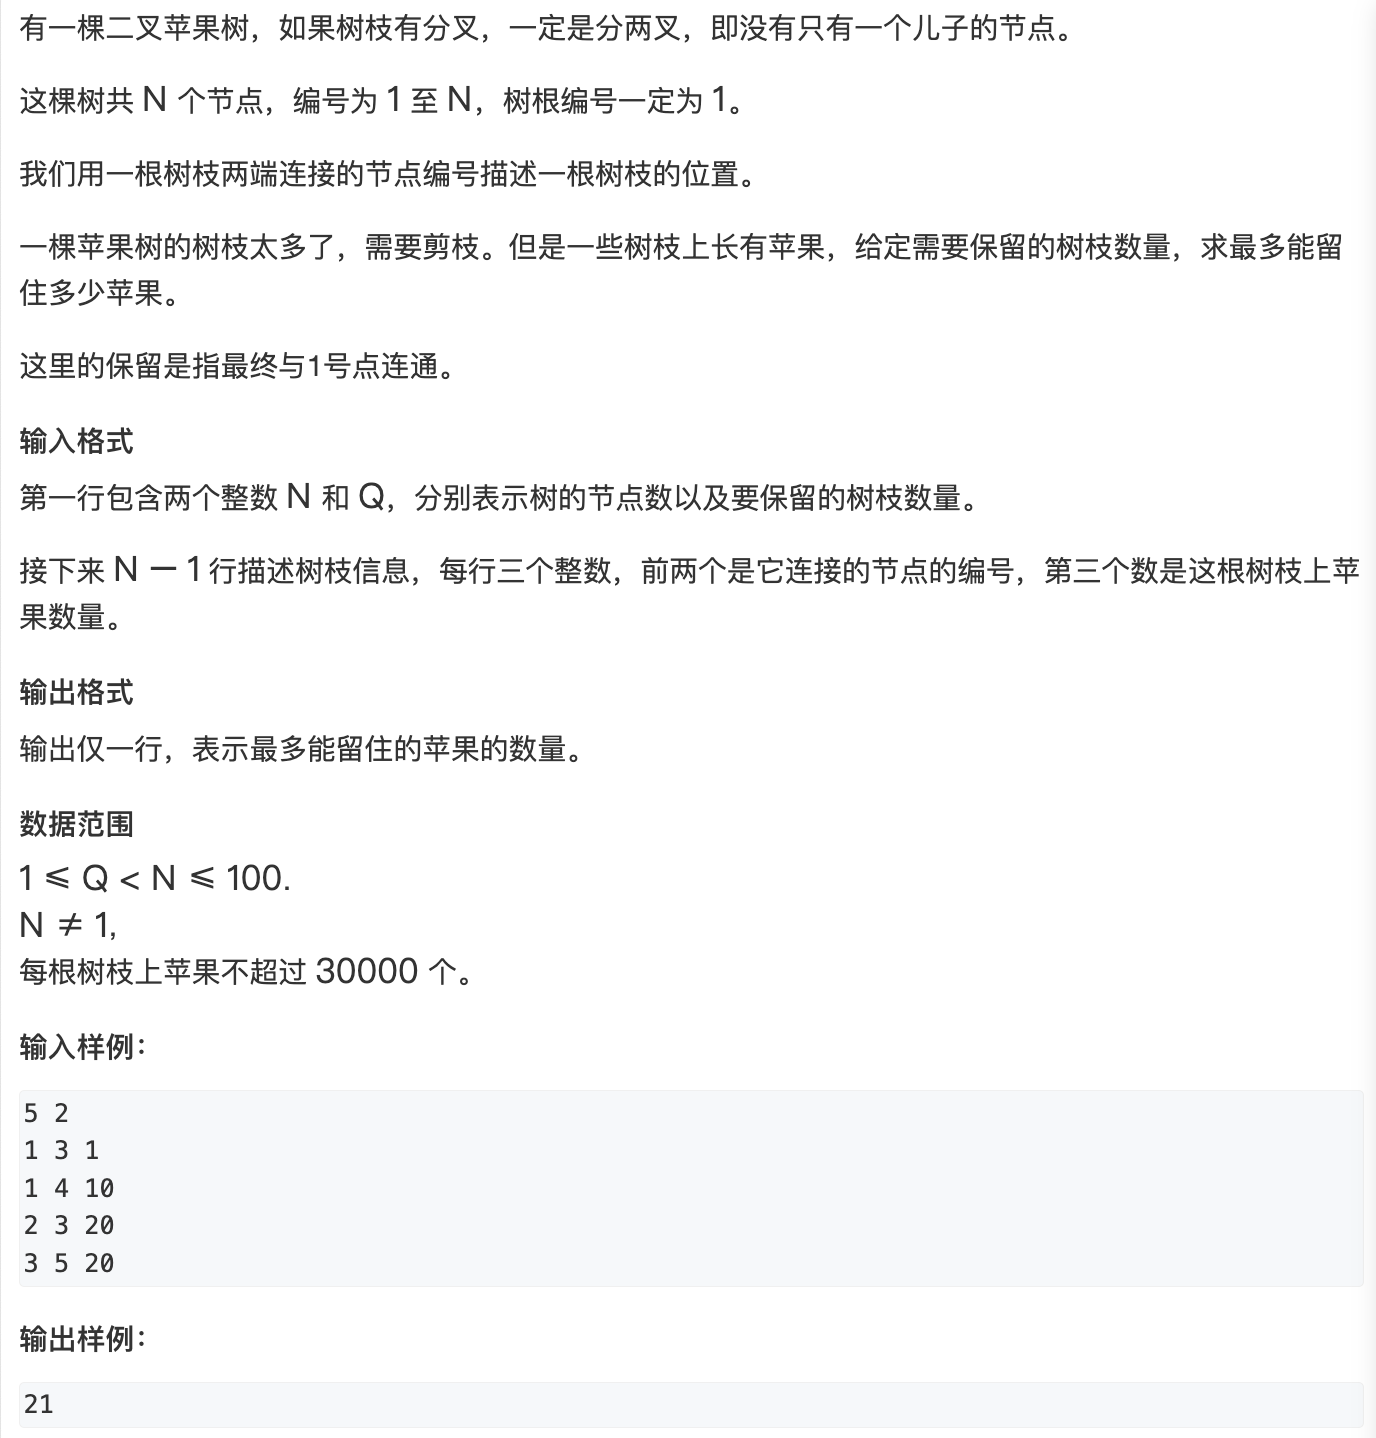 有一棵二叉苹果树，如果树枝有分叉，一定是分两叉，即没有只有一个儿子的节点。
这棵树共 N 个节点，编号为 1 至 N，树根编号一定为 1。
我们用一根树枝两端连接的节点编号描述一根树枝的位置。
一棵苹果树的树枝太多了，需要剪枝。但是一些树枝上长有苹果，给定需要保留的树枝数量，求最多能留
住多少苹果。
这里的保留是指最终与1号点连通。
输入格式
第一行包含两个整数 N 和 Q，分别表示树的节点数以及要保留的树枝数量。
接下来 N − 1 行描述树枝信息，每行三个整数，前两个是它连接的节点的编号，第三个数是这根树枝上苹
果数量。
输出格式
输出仅一行，表示最多能留住的苹果的数量。
数据范围
1 ⩽ Q < N ⩽ 100.
N ≠ 1,
每根树枝上苹果不超过 30000 个。
输入样例：
5 2
1 3 1
1 4 10
2 3 20
3 5 20
输出样例：
21